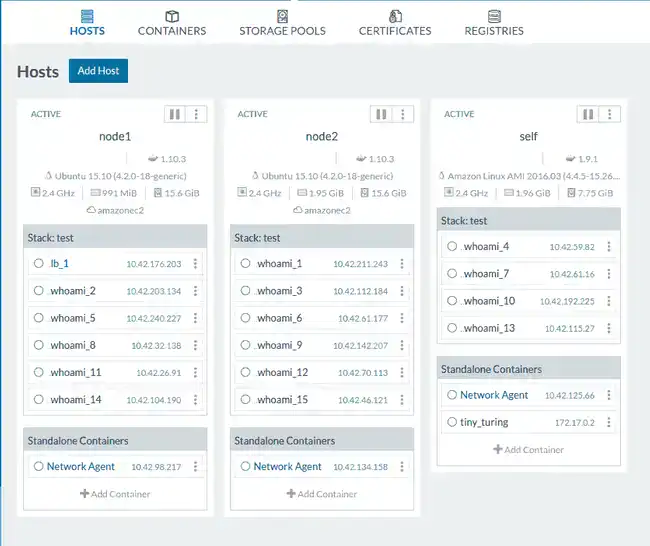 HOSTS CONTAINERS STORAGE POOLS CERTIFICATES REGISTRIES
Hosts Add Host
ACTIVE
node1
1.10.3
Ubuntu 15.10 (4.2.0-18-generic)
2.4 GHz 991 MiB 15.6 GiB
amazonec2
Stack: test
lb_1 10.42.176.203
whoami_2 10.42.203.134
whoami_5 10.42.240.227
whoami_8 10.42.32.138
whoami_11 10.42.26.91
whoami_14 10.42.104.190
Standalone Containers
Network Agent 10.42.98.217
Add Container
ACTIVE
node2
1.10.3
Ubuntu 15.10 (4.2.0-18-generic)
2.4 GHz 1.95 GiB 15.6 GiB
amazonec2
Stack: test
whoami_1 10.42.211.243
whoami_3 10.42.112.184
whoami_6 10.42.61.177
whoami_9 10.42.142.207
whoami_12 10.42.70.113
whoami_15 10.42.46.121
Standalone Containers
Network Agent 10.42.134.158
Add Container
ACTIVE
self
1.9.1
Amazon Linux AMI 2016.03 (4.4.5-15.26...
2.4 GHz 1.96 GiB 7.75 GiB
Stack: test
whoami_4 10.42.59.82
whoami_7 10.42.61.16
whoami_10 10.42.192.225
whoami_13 10.42.115.27
Standalone Containers
Network Agent 10.42.125.66
tiny_turing 172.17.0.2
Add Container